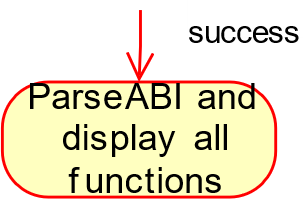 success
ParseABI and
display all
functions